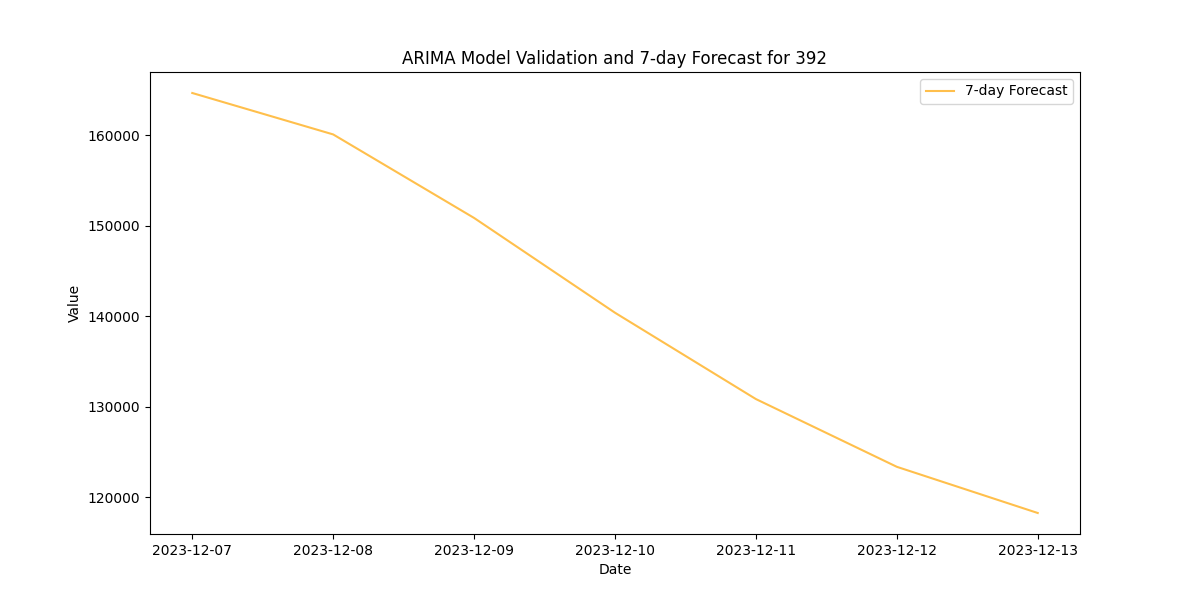 ARIMA Model Validation and 7-day Forecast for 392
7-day Forecast
160000
150000
140000
130000
120000
Value
2023-12-07 2023-12-08 2023-12-09 2023-12-10 2023-12-11 2023-12-12 2023-12-13
Date